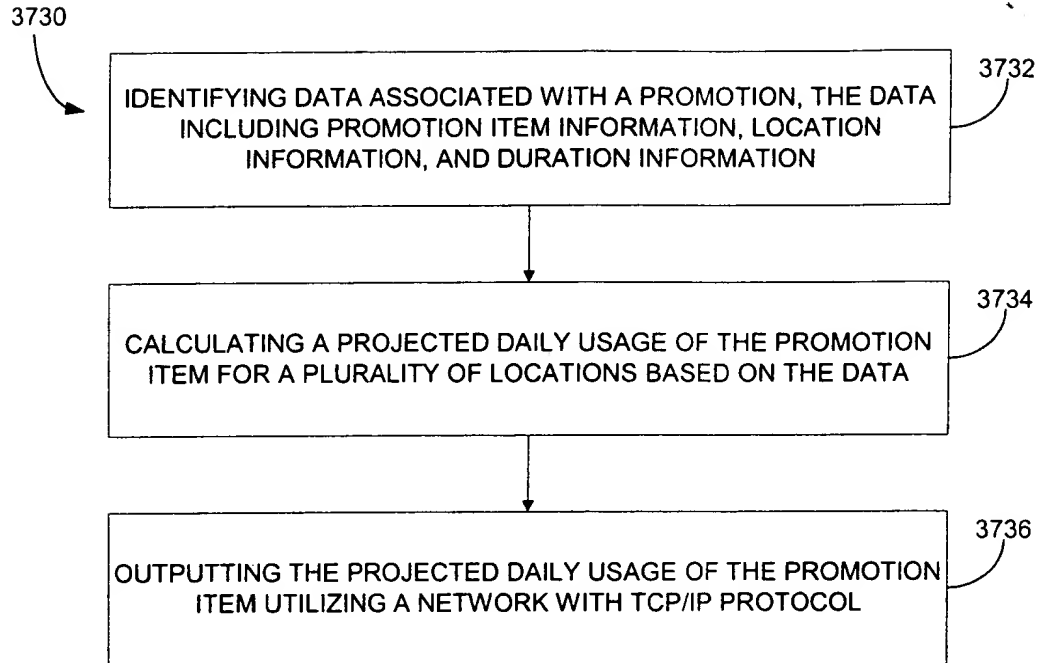 3730
3732
IDENTIFYING DATA ASSOCIATED WITH A PROMOTION, THE DATA
INCLUDING PROMOTION ITEM INFORMATION, LOCATION
INFORMATION, AND DURATION INFORMATION
3734
CALCULATING A PROJECTED DAILY USAGE OF THE PROMOTION
ITEM FOR A PLURALITY OF LOCATIONS BASED ON THE DATA
3736
OUTPUTTING THE PROJECTED DAILY USAGE OF THE PROMOTION
ITEM UTILIZING A NETWORK WITH TCP/IP PROTOCOL